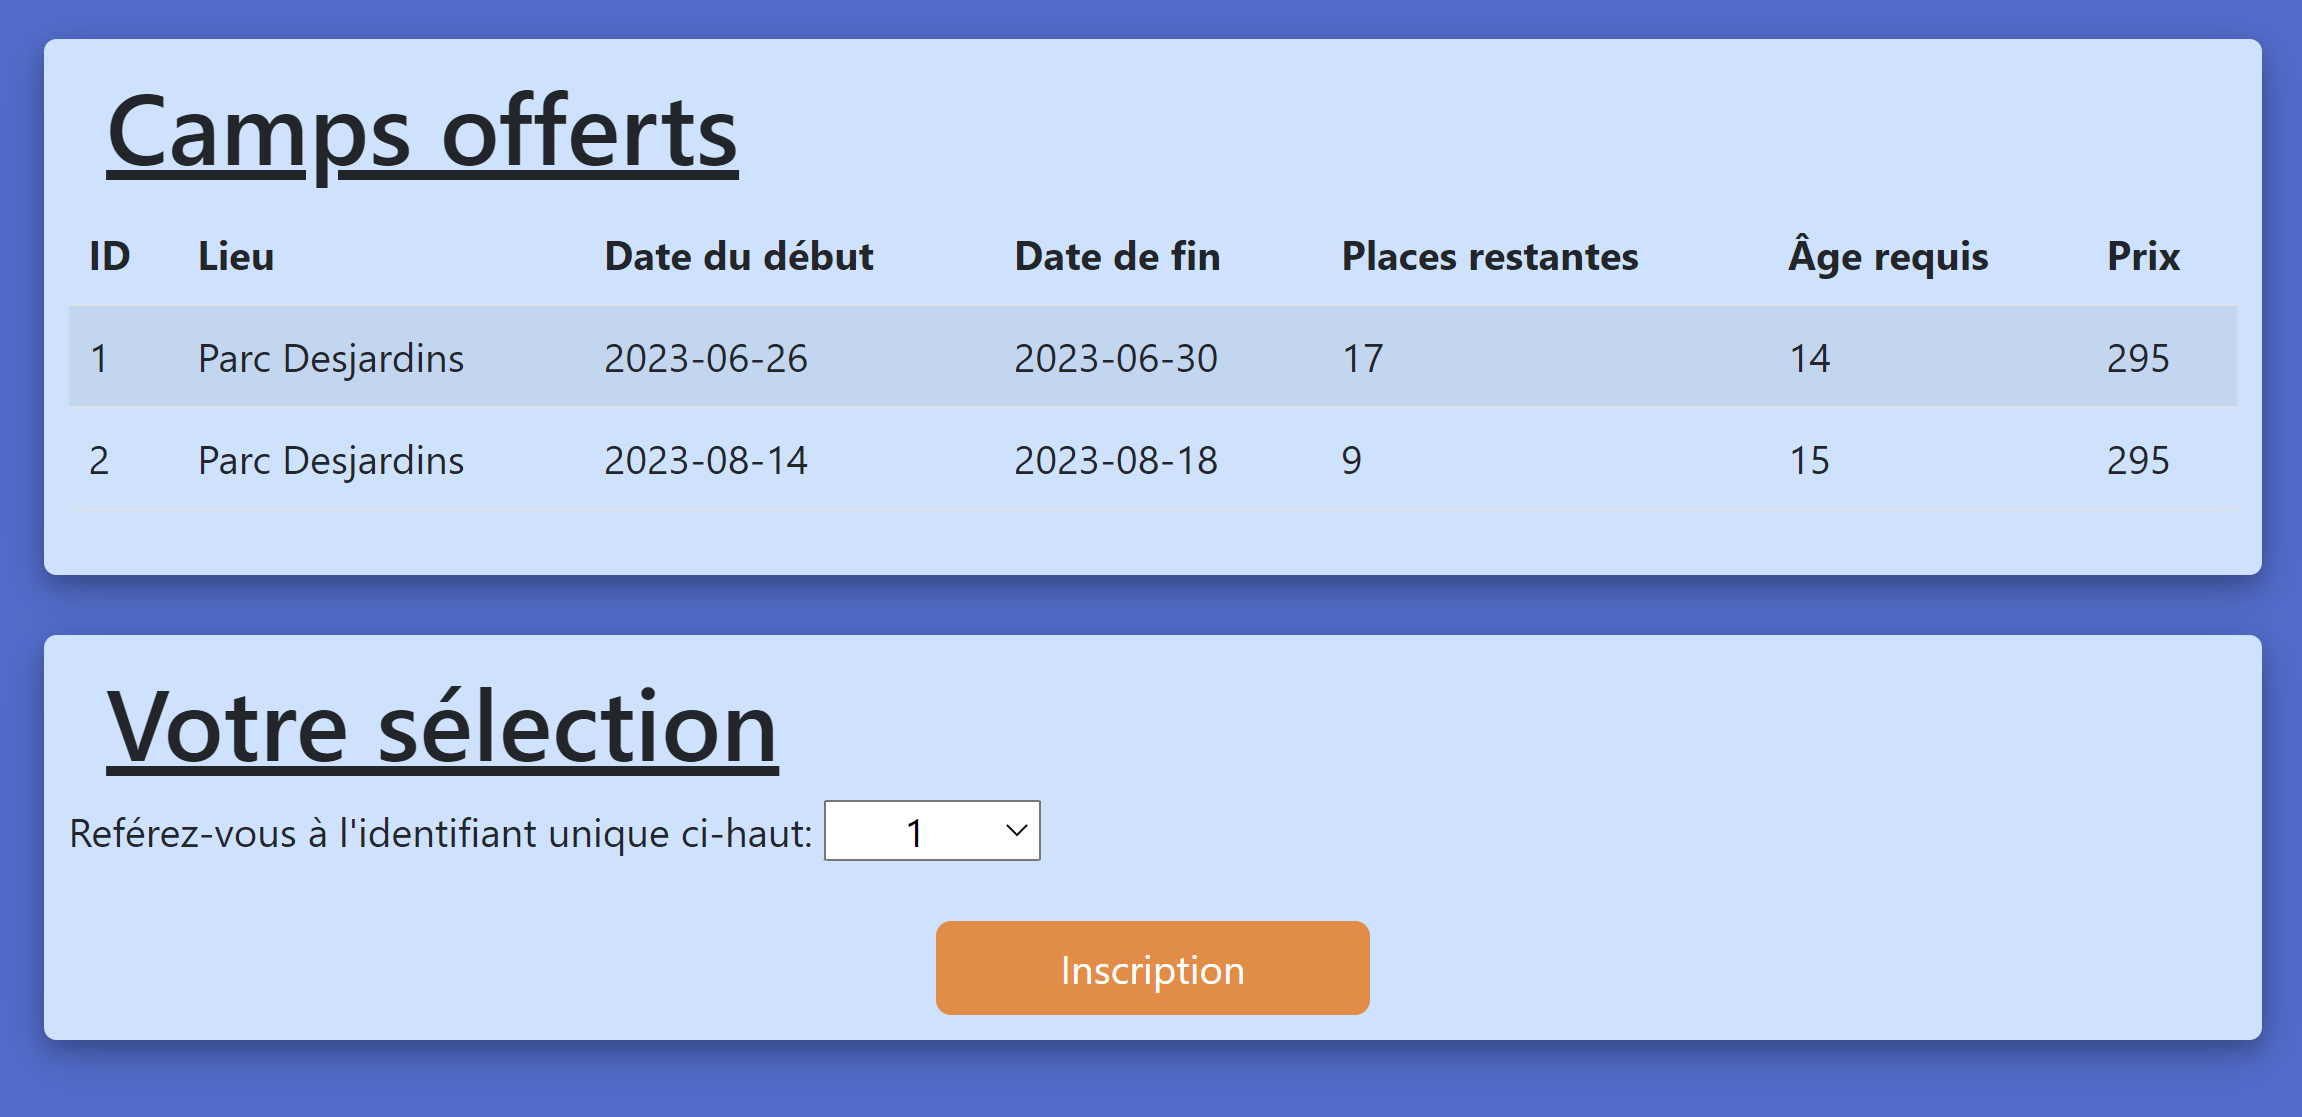 Camps offerts
ID Lieu Date du début Date de fin Places restantes Âge requis Prix
1 Parc Desjardins 2023-06-26 2023-06-30 17 14 295
2 Parc Desjardins 2023-08-14 2023-08-18 9 15 295
Votre sélection
Reférez-vous à l'identifiant unique ci-haut: 1
Inscription